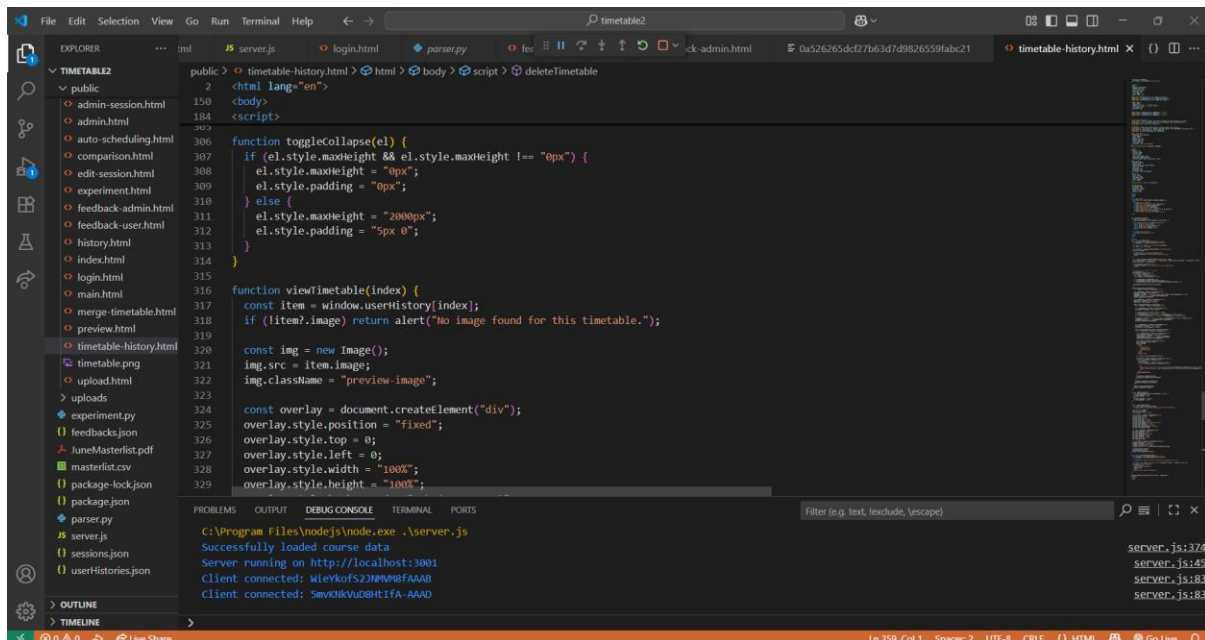 File Edit Selection View Go Run Terminal Help
timetable2
EXPLORER
JS server.js
login.html
parser.py
ck-admin.html
0a526265dcf27b63d7d9826559fabc21
timetable-history.html
TIMETABLE2
public
admin-session.html
admin.html
auto-scheduling.html
comparison.html
edit-session.html
experiment.html
feedback-admin.html
feedback-user.html
history.html
index.html
login.html
main.html
merge-timetable.html
preview.html
timetable-history.html
timetable.png
upload.html
uploads
experiment.py
feedbacks.json
JuneMasterlist.pdf
masterlist.csv
package-lock.json
package.json
parser.py
JS server.js
sessions.json
userHistories.json
OUTLINE
TIMELINE
public > timetable-history.html > html > body > script > deleteTimetable
2 <html lang="en">
150 <body>
184 <script>
305
306 function toggleCollapse(el) {
307 if (el.style.maxHeight && el.style.maxHeight !== "0px") {
308 el.style.maxHeight = "0px";
309 el.style.padding = "0px";
310 } else {
311 el.style.maxHeight = "2000px";
312 el.style.padding = "5px 0";
313 }
314 }
315
316 function viewTimetable(index) {
317 const item = window.userHistory[index];
318 if (!item?.image) return alert("No image found for this timetable.");
319
320 const img = new Image();
321 img.src = item.image;
322 img.className = "preview-image";
323
324 const overlay = document.createElement("div");
325 overlay.style.position = "fixed";
326 overlay.style.top = 0;
327 overlay.style.left = 0;
328 overlay.style.width = "100%";
329 overlay.style.height = "100%";
PROBLEMS OUTPUT DEBUG CONSOLE TERMINAL PORTS
Filter (e.g. text, !exclude, \escape)
C:\Program Files\nodejs\node.exe .\server.js
Successfully loaded course data server.js:374
Server running on http://localhost:3001 server.js:45
Client connected: server.js:83
Client connected: server.js:83
0 0 Live Share
Ln 359, Col 1 Spaces: 2 UTF-8 CRLF {} HTML Go Live